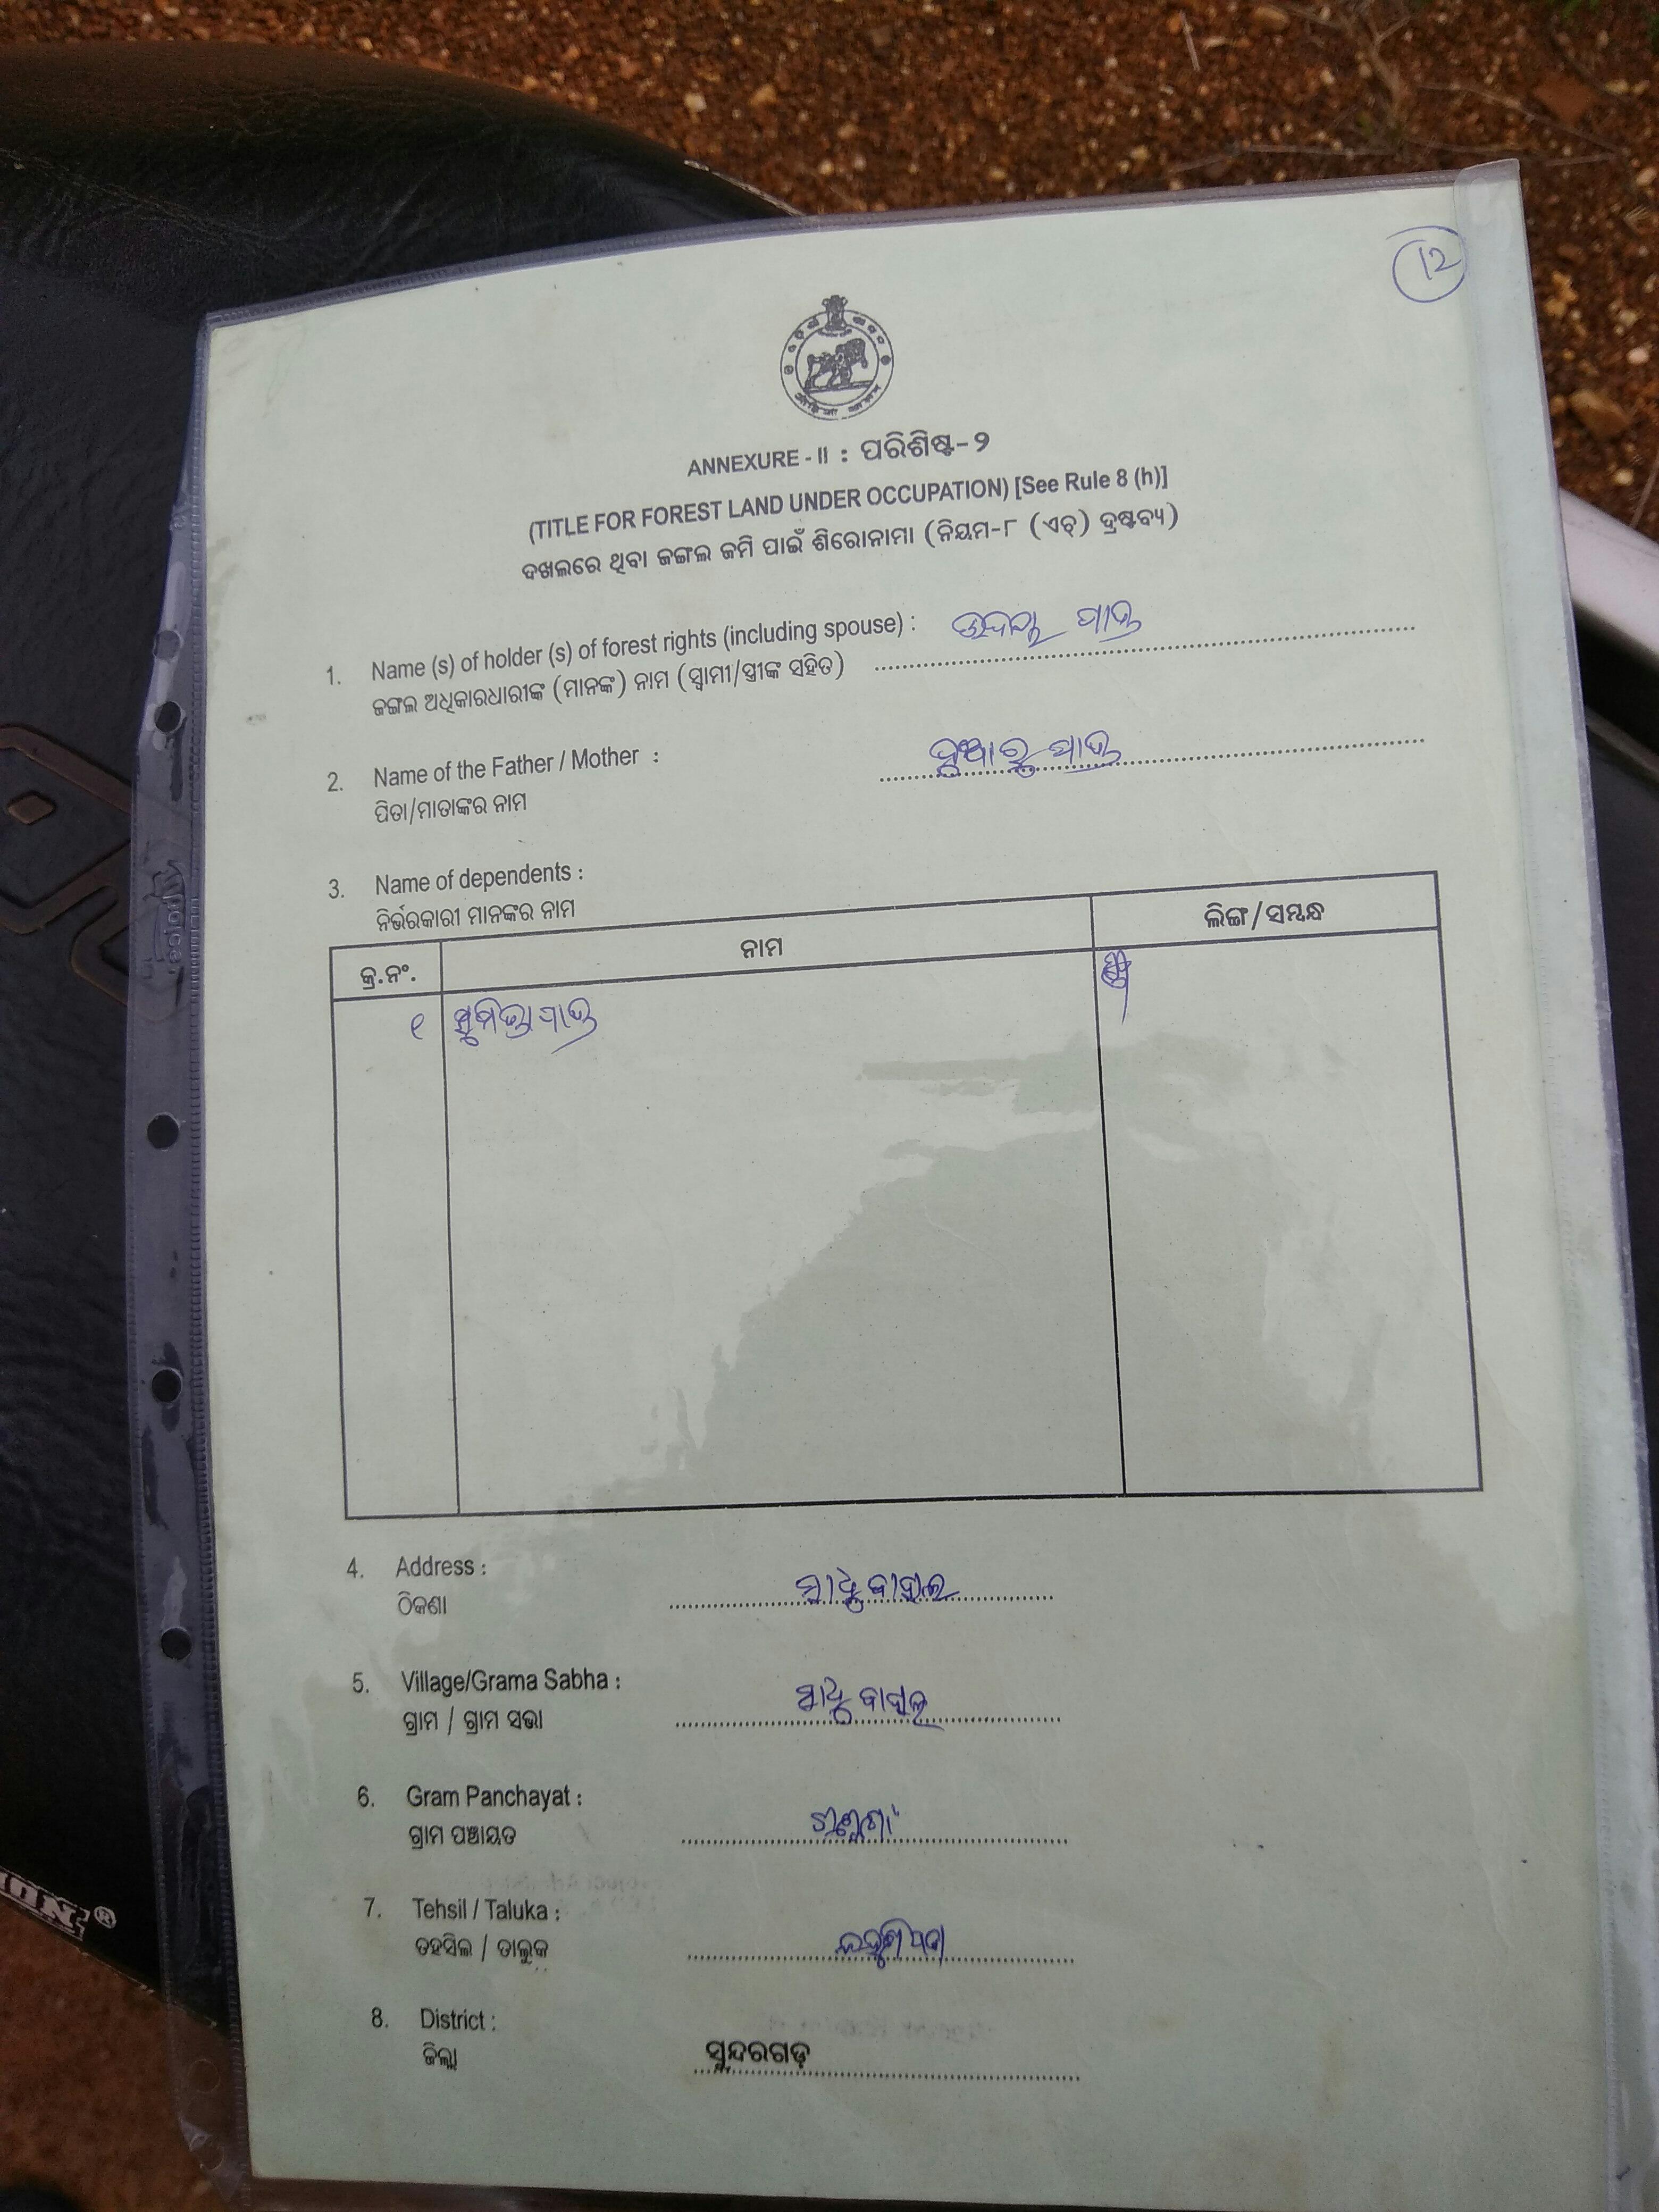 12
ANNEXURE - II : ପରିଶିଷ୍ଟ-୨
(TITLE FOR FOREST LAND UNDER OCCUPATION) [See Rule 8 (h)]
ଦଖଲରେ ଥିବା ଜଙ୍ଗଲ ଜମି ପାଇଁ ଶିରୋନାମା (ନିୟମ-୮ (ଏଚ୍) ଦ୍ରଷ୍ଟବ୍ୟ)
1. Name (s) of holder (s) of forest rights (including spouse) : ଉଦୟ
ଜଙ୍ଗଲ ଅଧିକାରଧାରୀଙ୍କ (ମାନଙ୍କ) ନାମ (ସ୍ୱାମୀ/ସ୍ତ୍ରୀଙ୍କ ସହିତ)
2. Name of the Father / Mother :
ପିତା/ମାତାଙ୍କର ନାମ
3. Name of dependents :
ନିର୍ଭରକାରୀ ମାନଙ୍କର ନାମ
କ୍ର.ନଂ. ନାମ ଲିଙ୍ଗ/ସମ୍ବନ୍ଧ
୧ ସୁମିତ୍ରା
4. Address : ସାଧୁବାହାଲ
ଠିକଣା
5. Village/Grama Sabha : ସାଧୁବାହାଲ
ଗ୍ରାମ / ଗ୍ରାମ ସଭା
6. Gram Panchayat :
ଗ୍ରାମ ପଞ୍ଚାୟତ
7. Tehsil / Taluka :
ତହସିଲ / ତାଲୁକ
8. District : ସୁନ୍ଦରଗଡ଼
ଜିଲ୍ଲା